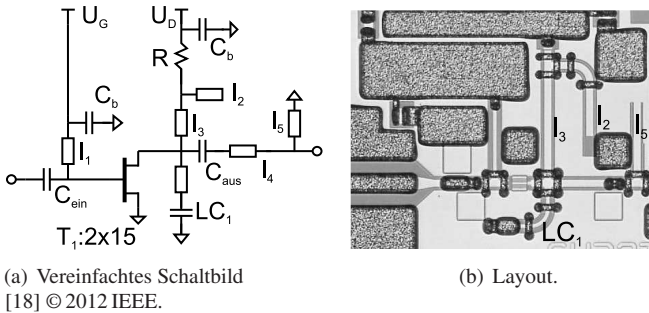 U_G
U_D
C_b
R
C_b
l_2
l_1
l_3
l_5
C_ein
C_aus
l_4
LC_1
T_1:2x15
l_3
l_2
l_5
LC_1
(a) Vereinfachtes Schaltbild
[18] © 2012 IEEE.
(b) Layout.